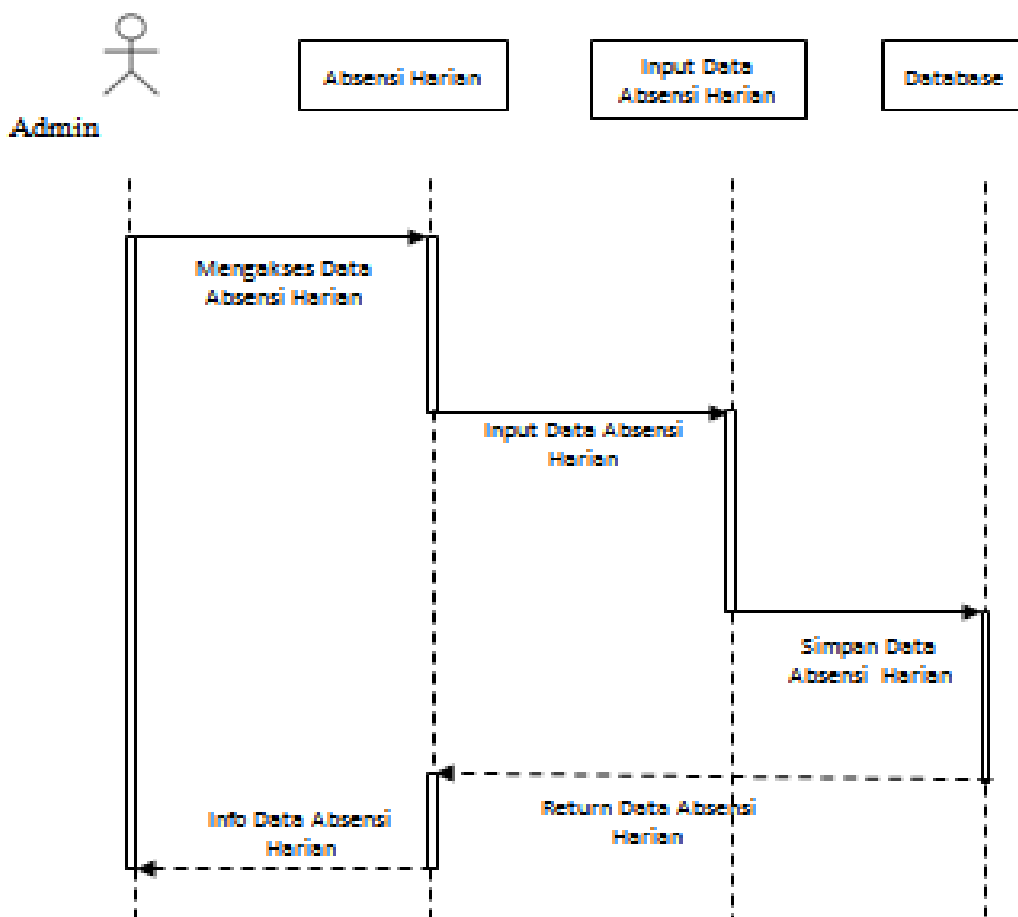 Admin
Absensi Harian
Input Data
Absensi Harian
Database
Mengakses Data
Absensi Harian
Input Data Absensi
Harian
Simpan Data
Absensi Harian
Return Data Absensi
Harian
Info Data Absensi
Harian